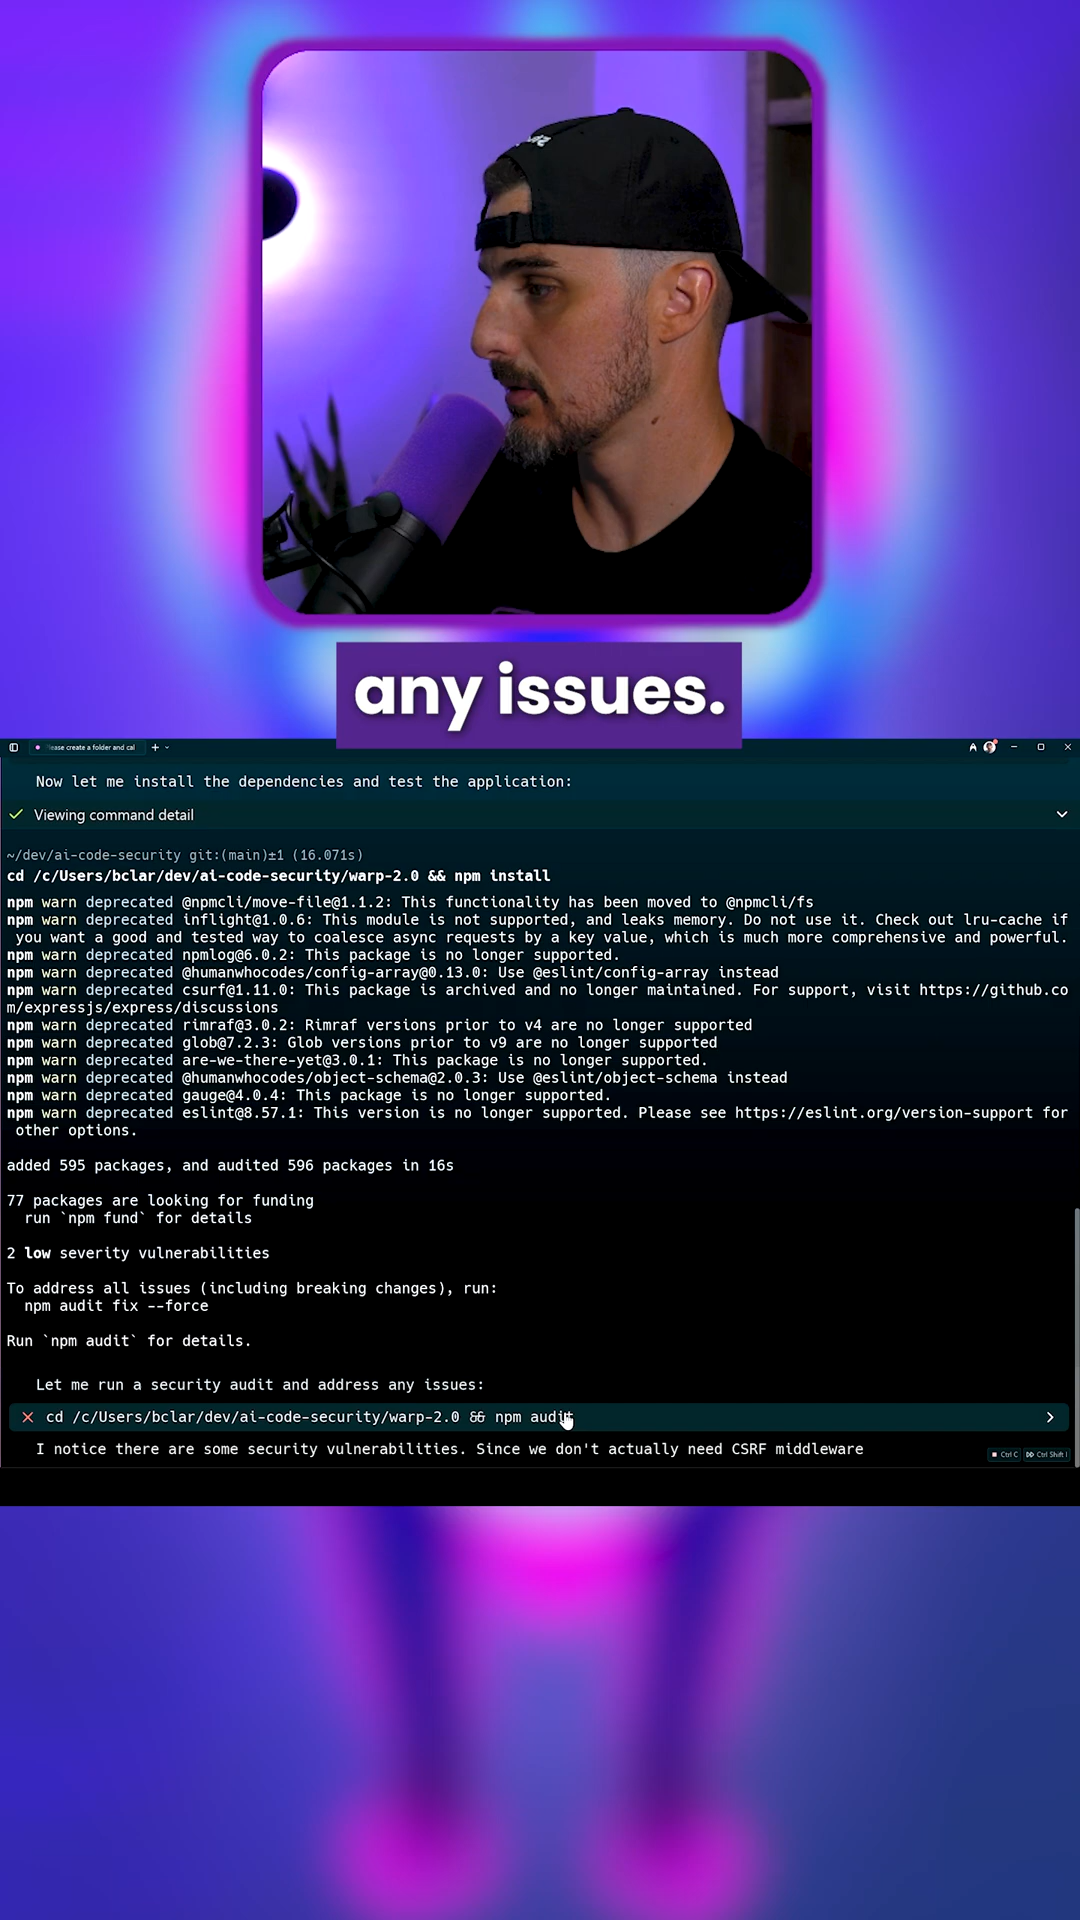 any issues.
Please create a folder and cal
Now let me install the dependencies and test the application:
Viewing command detail
~/dev/ai-code-security git:(main)±1 (16.071s)
cd /c/Users/bclar/dev/ai-code-security/warp-2.0 && npm install
npm warn deprecated @npmcli/move-file@1.1.2: This functionality has been moved to @npmcli/fs
npm warn deprecated inflight@1.0.6: This module is not supported, and leaks memory. Do not use it. Check out lru-cache if
you want a good and tested way to coalesce async requests by a key value, which is much more comprehensive and powerful.
npm warn deprecated npmlog@6.0.2: This package is no longer supported.
npm warn deprecated @humanwhocodes/config-array@0.13.0: Use @eslint/config-array instead
npm warn deprecated csurf@1.11.0: This package is archived and no longer maintained. For support, visit https://github.co
m/expressjs/express/discussions
npm warn deprecated rimraf@3.0.2: Rimraf versions prior to v4 are no longer supported
npm warn deprecated glob@7.2.3: Glob versions prior to v9 are no longer supported
npm warn deprecated are-we-there-yet@3.0.1: This package is no longer supported.
npm warn deprecated @humanwhocodes/object-schema@2.0.3: Use @eslint/object-schema instead
npm warn deprecated gauge@4.0.4: This package is no longer supported.
npm warn deprecated eslint@8.57.1: This version is no longer supported. Please see https://eslint.org/version-support for
other options.
added 595 packages, and audited 596 packages in 16s
77 packages are looking for funding
run `npm fund` for details
2 low severity vulnerabilities
To address all issues (including breaking changes), run:
npm audit fix --force
Run `npm audit` for details.
Let me run a security audit and address any issues:
cd /c/Users/bclar/dev/ai-code-security/warp-2.0 && npm audit
I notice there are some security vulnerabilities. Since we don't actually need CSRF middleware
Ctrl C
Ctrl Shift I